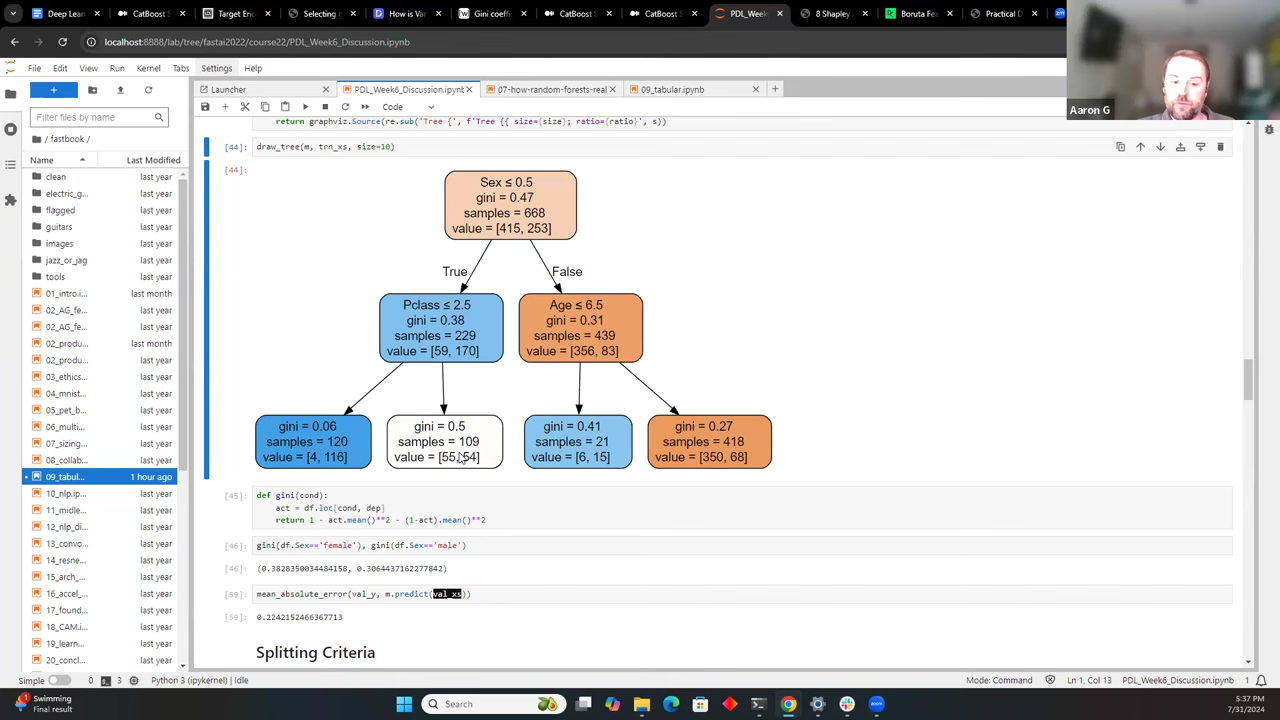 Deep Learn
CatBoost S
Target Enc
Selecting g
How is Var
Gini coeffi
CatBoost S
CatBoost S
PDL_Week
8 Shapley
Boruta Fea
Practical D
localhost:8888/lab/tree/fastai2022/course22/PDL_Week6_Discussion.ipynb
File Edit View Run Kernel Tabs Settings Help
Aaron G
Launcher
PDL_Week6_Discussion.ipynb
07-how-random-forests-real
09_tabular.ipynb
Filter files by name
Code
/ fastbook /
Name
Last Modified
clean last year
electric_g... last year
flagged last year
guitars last year
images last year
jazz_or_jag last year
tools last year
01_intro.i... last month
02_AG_fe... last year
02_AG_fe... last year
02_produ... last month
02_produ... last year
03_ethics... last year
04_mnist... last year
05_pet_b... last year
06_multi... last year
07_sizing... last year
08_collab... last year
09_tabul... 1 hour ago
10_nlp.ip... last year
11_midle... last year
12_nlp_di... last year
13_convo... last year
14_resne... last year
15_arch_... last year
16_accel_... last year
17_found... last year
18_CAM.i... last year
19_learn... last year
20_concl... last year
return graphviz.Source(re.sub('Tree {', f'Tree {{ size={size}; ratio={ratio}', s))
[44]
draw_tree(m, trn_xs, size=10)
[44]
Sex ≤ 0.5
gini = 0.47
samples = 668
value = [415, 253]
True
False
Pclass ≤ 2.5
gini = 0.38
samples = 229
value = [59, 170]
Age ≤ 6.5
gini = 0.31
samples = 439
value = [356, 83]
gini = 0.06
samples = 120
value = [4, 116]
gini = 0.5
samples = 109
value = [55, 54]
gini = 0.41
samples = 21
value = [6, 15]
gini = 0.27
samples = 418
value = [350, 68]
[45]
def gini(cond):
act = df.loc[cond, dep]
return 1 - act.mean()**2 - (1-act).mean()**2
[46]
gini(df.Sex=='female'), gini(df.Sex=='male')
[46]
(0.3828350034484158, 0.3064437162277842)
[59]
mean_absolute_error(val_y, m.predict(val_xs))
[59]
0.2242152466367713
Splitting Criteria
Simple
0
3
Python 3 (ipykernel) | Idle
Mode: Command
Ln 1, Col 13
PDL_Week6_Discussion.ipynb
1
Swimming
Final result
Search
5:37 PM
7/31/2024